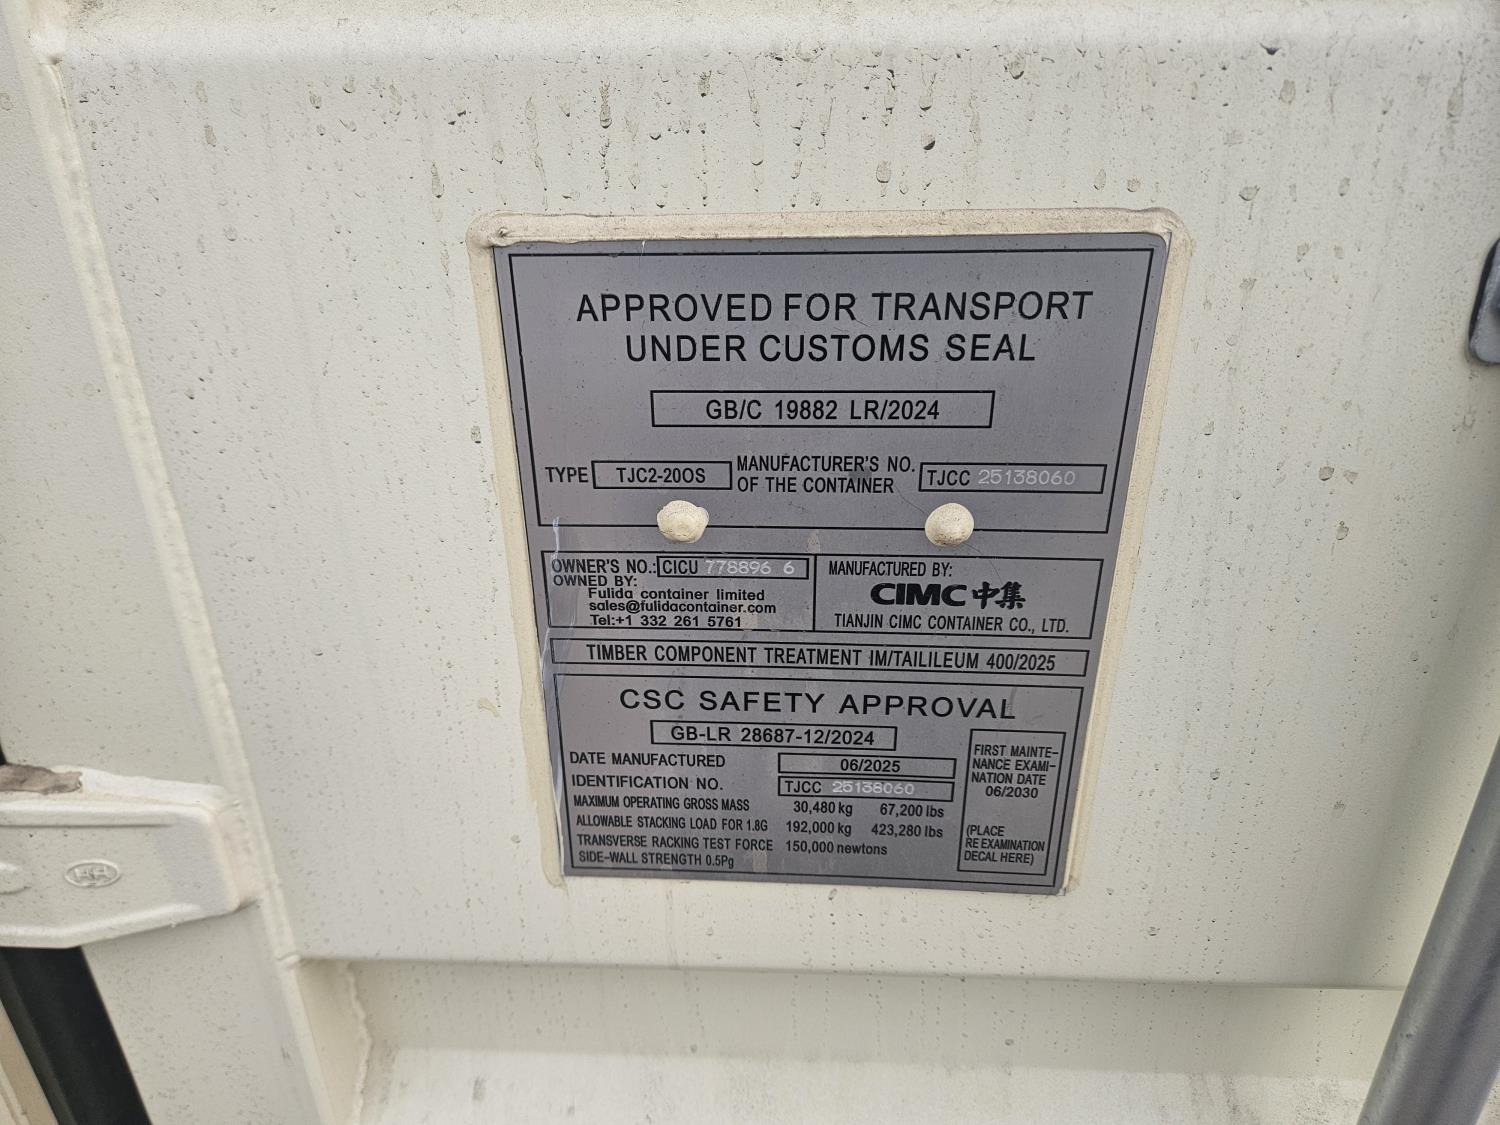 APPROVED FOR TRANSPORT
UNDER CUSTOMS SEAL
GB/C 19882 LR/2024
TYPE TJC2-20OS MANUFACTURER'S NO. OF THE CONTAINER TJCC 25138060
OWNER'S NO.: CICU 778896 6
OWNED BY:
Fulida container limited
sales@fulidacontainer.com
Tel:+1 332 261 5761
MANUFACTURED BY:
CIMC 中集
TIANJIN CIMC CONTAINER CO., LTD.
TIMBER COMPONENT TREATMENT IM/TAILILEUM 400/2025
CSC SAFETY APPROVAL
GB-LR 28687-12/2024
DATE MANUFACTURED 06/2025
IDENTIFICATION NO. TJCC 25138060
MAXIMUM OPERATING GROSS MASS 30,480 kg 67,200 lbs
ALLOWABLE STACKING LOAD FOR 1.8G 192,000 kg 423,280 lbs
TRANSVERSE RACKING TEST FORCE 150,000 newtons
SIDE-WALL STRENGTH 0.5Pg
FIRST MAINTE-
NANCE EXAMI-
NATION DATE
06/2030
(PLACE
RE EXAMINATION
DECAL HERE)